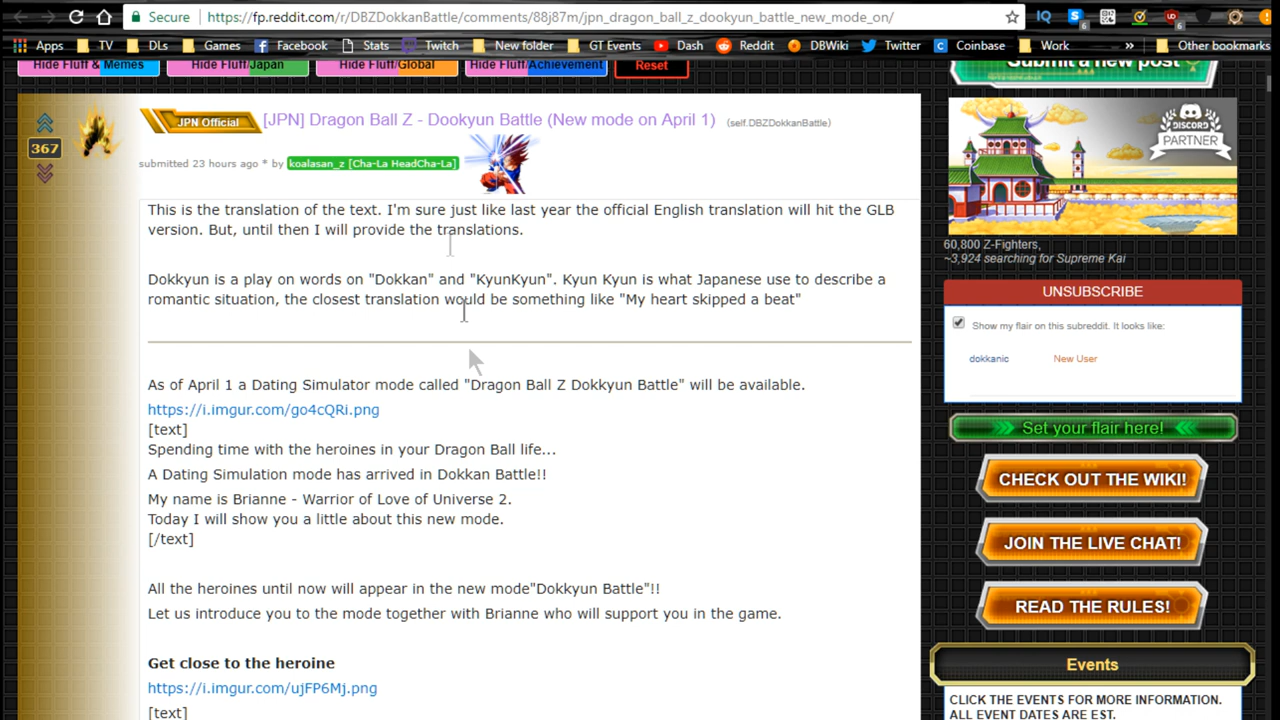 Secure https://fp.reddit.com/r/DBZDokkanBattle/comments/88j87m/jpn_dragon_ball_z_dookyun_battle_new_mode_on/
IQ 6 6
Apps TV DLs Games Facebook Stats Twitch New folder GT Events Dash Reddit DBWiki Twitter Coinbase Work » Other bookmarks
Hide Fluff & Memes Hide Fluff/Japan Hide Fluff/Global Hide Fluff/Achievement Reset
Submit a new post
367
JPN Official [JPN] Dragon Ball Z - Dookyun Battle (New mode on April 1) (self.DBZDokkanBattle)
submitted 23 hours ago * by koalasan_z [Cha-La HeadCha-La]
This is the translation of the text. I'm sure just like last year the official English translation will hit the GLB
version. But, until then I will provide the translations.
Dokkyun is a play on words on "Dokkan" and "KyunKyun". Kyun Kyun is what Japanese use to describe a
romantic situation, the closest translation would be something like "My heart skipped a beat"
As of April 1 a Dating Simulator mode called "Dragon Ball Z Dokkyun Battle" will be available.
https://i.imgur.com/go4cQRi.png
[text]
Spending time with the heroines in your Dragon Ball life...
A Dating Simulation mode has arrived in Dokkan Battle!!
My name is Brianne - Warrior of Love of Universe 2.
Today I will show you a little about this new mode.
[/text]
All the heroines until now will appear in the new mode"Dokkyun Battle"!!
Let us introduce you to the mode together with Brianne who will support you in the game.
Get close to the heroine
https://i.imgur.com/ujFP6Mj.png
[text]
DISCORD
PARTNER
60,800 Z-Fighters,
~3,924 searching for Supreme Kai
UNSUBSCRIBE
Show my flair on this subreddit. It looks like:
dokkanic New User
Set your flair here!
CHECK OUT THE WIKI!
JOIN THE LIVE CHAT!
READ THE RULES!
Events
CLICK THE EVENTS FOR MORE INFORMATION.
ALL EVENT DATES ARE EST.